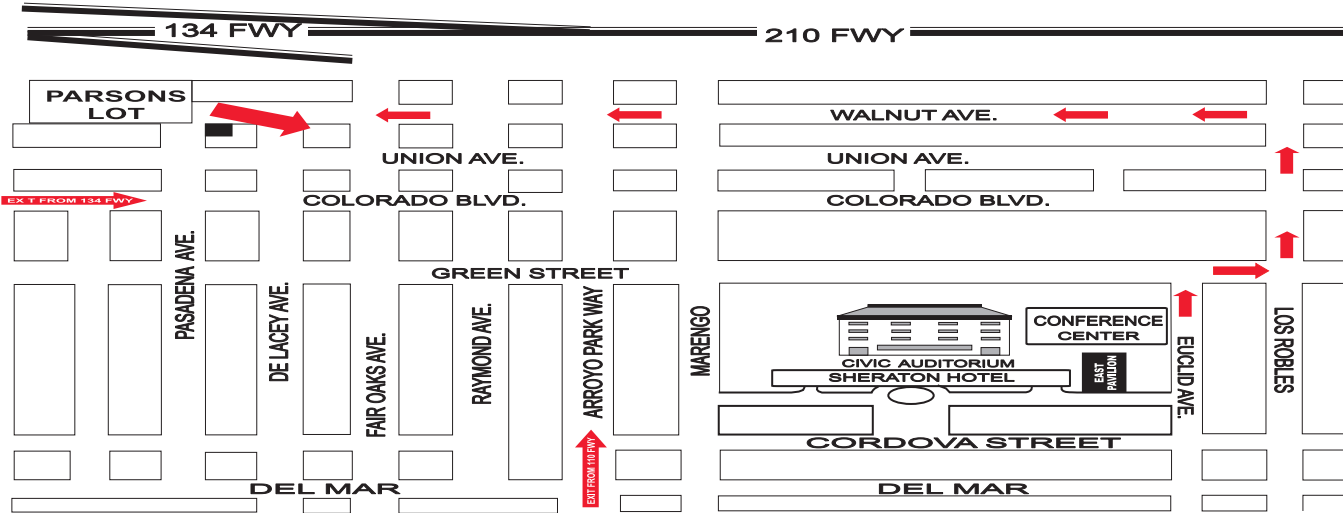 134 FWY
210 FWY
PARSONS
LOT
WALNUT AVE.
UNION AVE.
UNION AVE.
EX T FROM 134 FWY
COLORADO BLVD.
COLORADO BLVD.
PASADENA AVE.
GREEN STREET
DE LACEY AVE.
FAIR OAKS AVE.
RAYMOND AVE.
ARROYO PARK WAY
MARENGO
CONFERENCE
CENTER
CIVIC AUDITORIUM
SHERATON HOTEL
EAST
PAVILION
EUCLID AVE.
LOS ROBLES
CORDOVA STREET
EXIT FROM 110 FWY
DEL MAR
DEL MAR